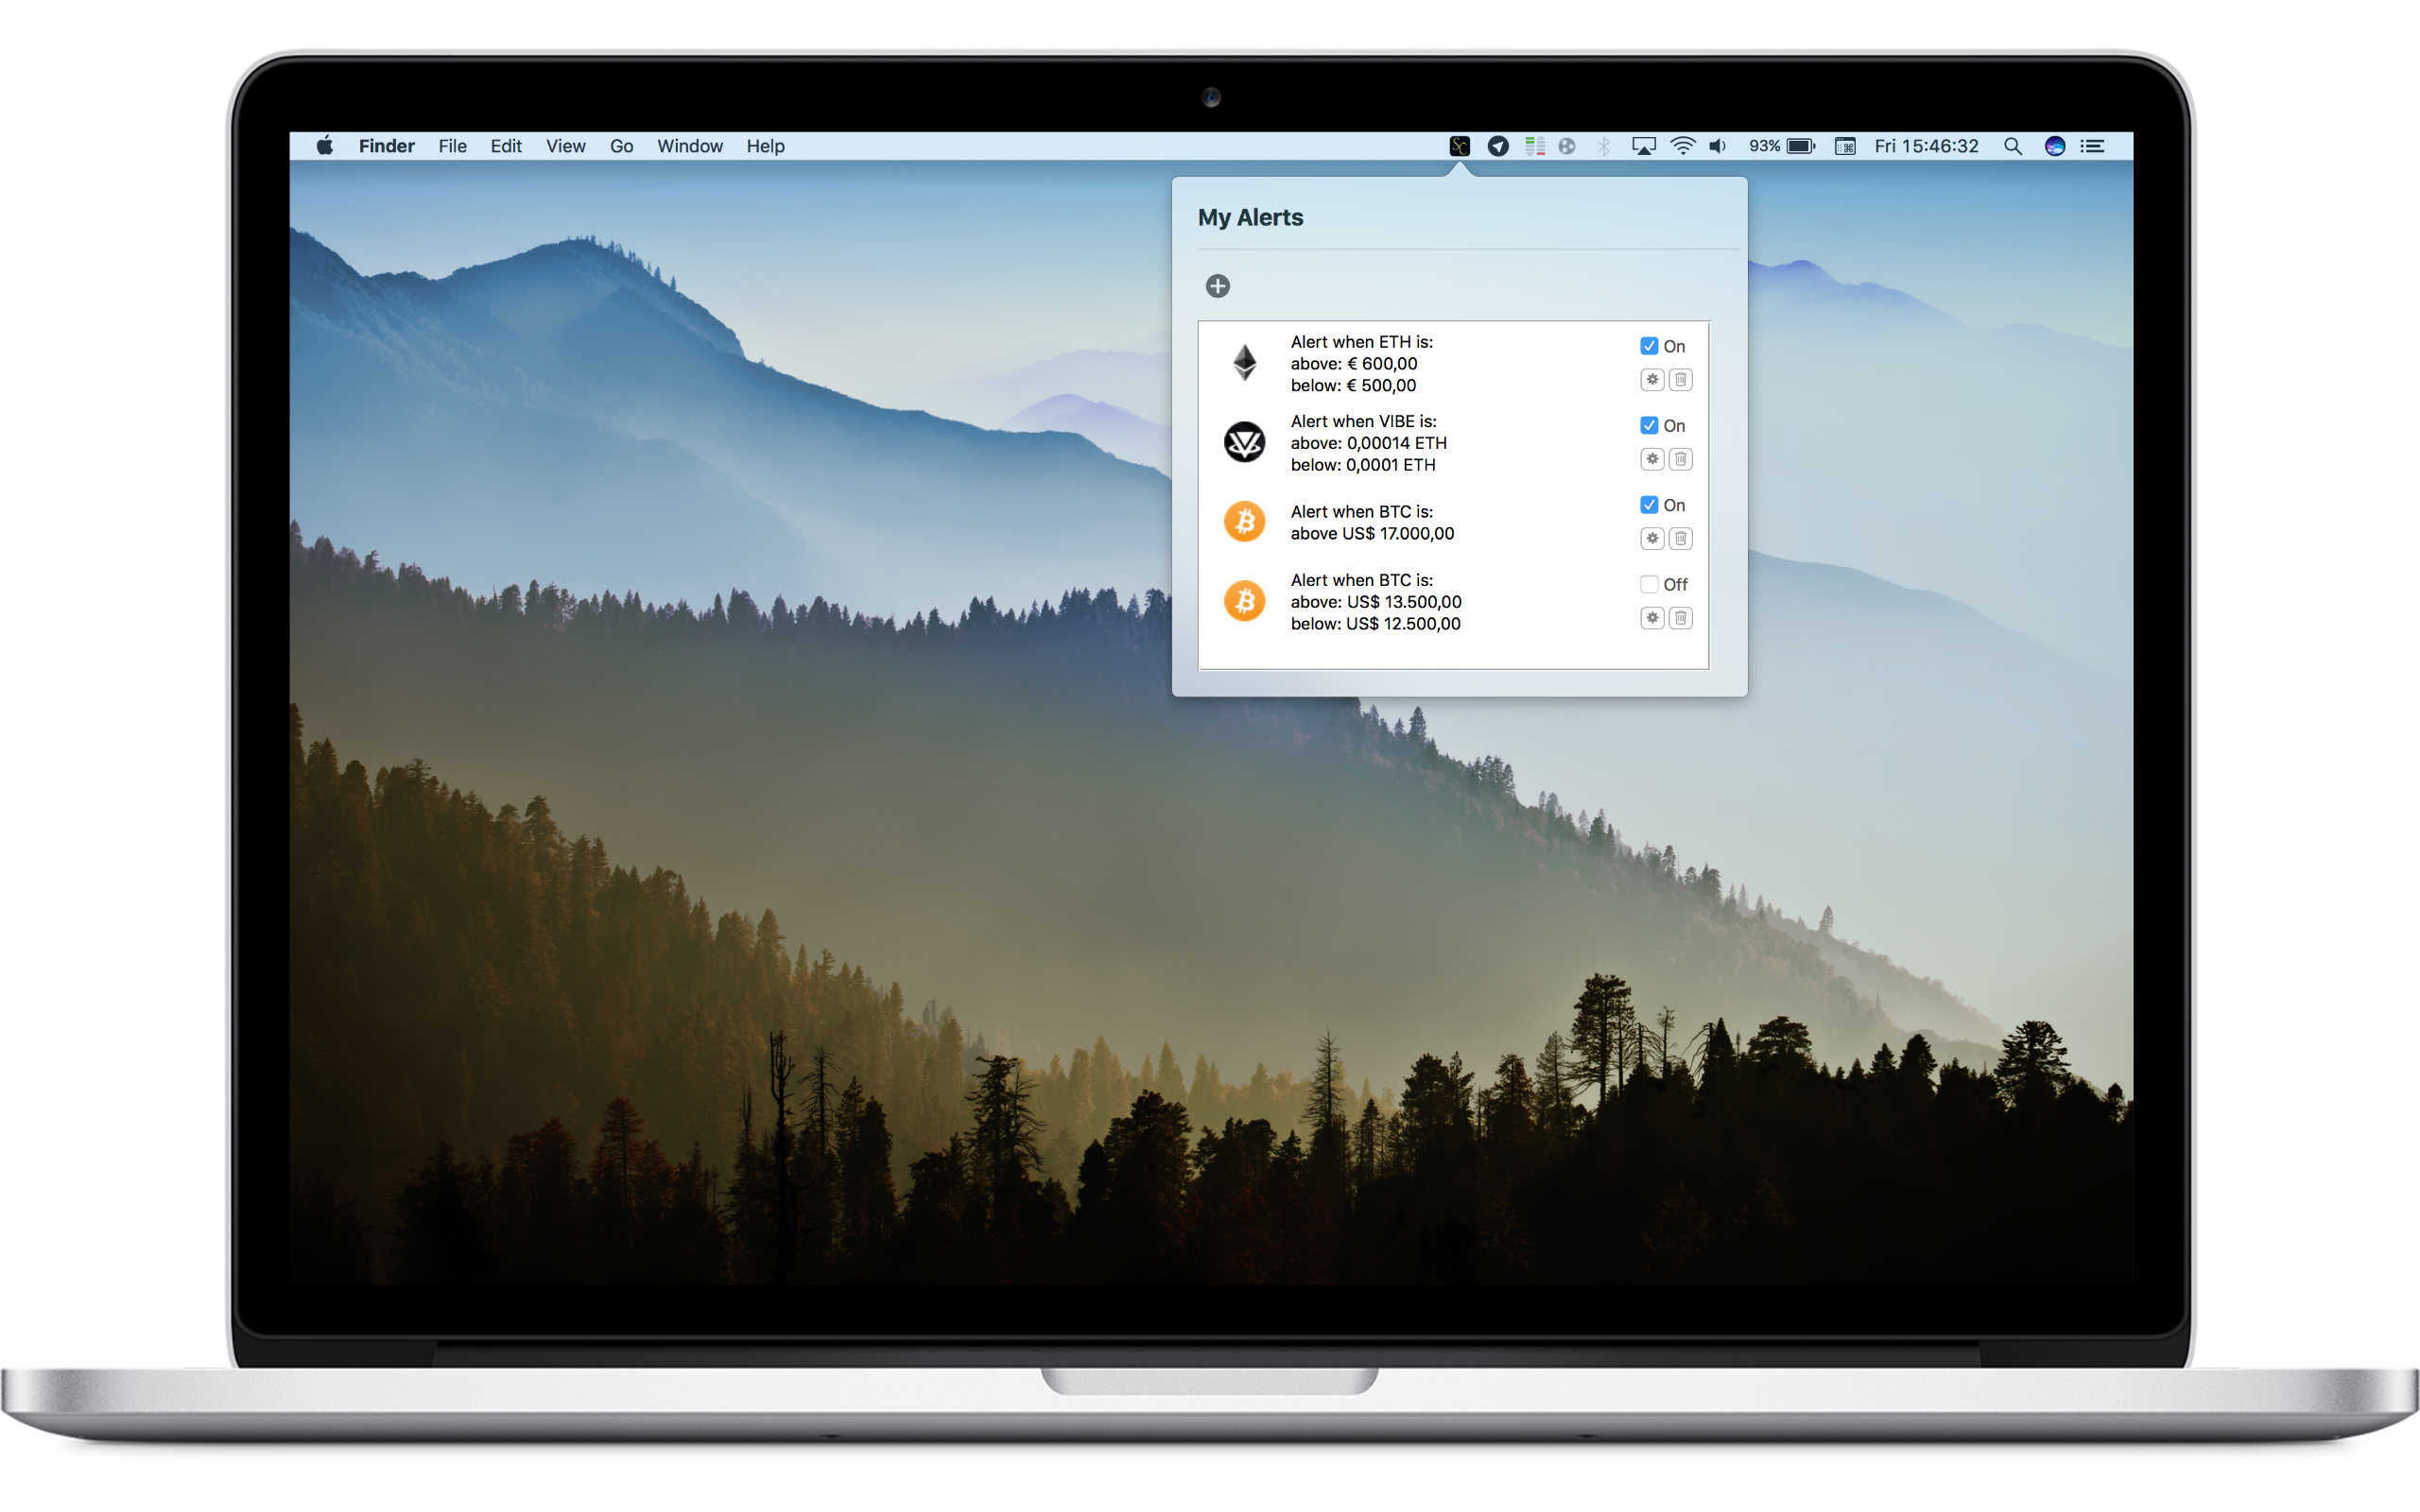 Finder File Edit View Go Window Help SC 93% Fri 15:46:32
My Alerts
Alert when ETH is:
above: € 600,00
below: € 500,00
On
Alert when VIBE is:
above: 0,00014 ETH
below: 0,0001 ETH
On
Alert when BTC is:
above US$ 17.000,00
On
Alert when BTC is:
above: US$ 13.500,00
below: US$ 12.500,00
Off